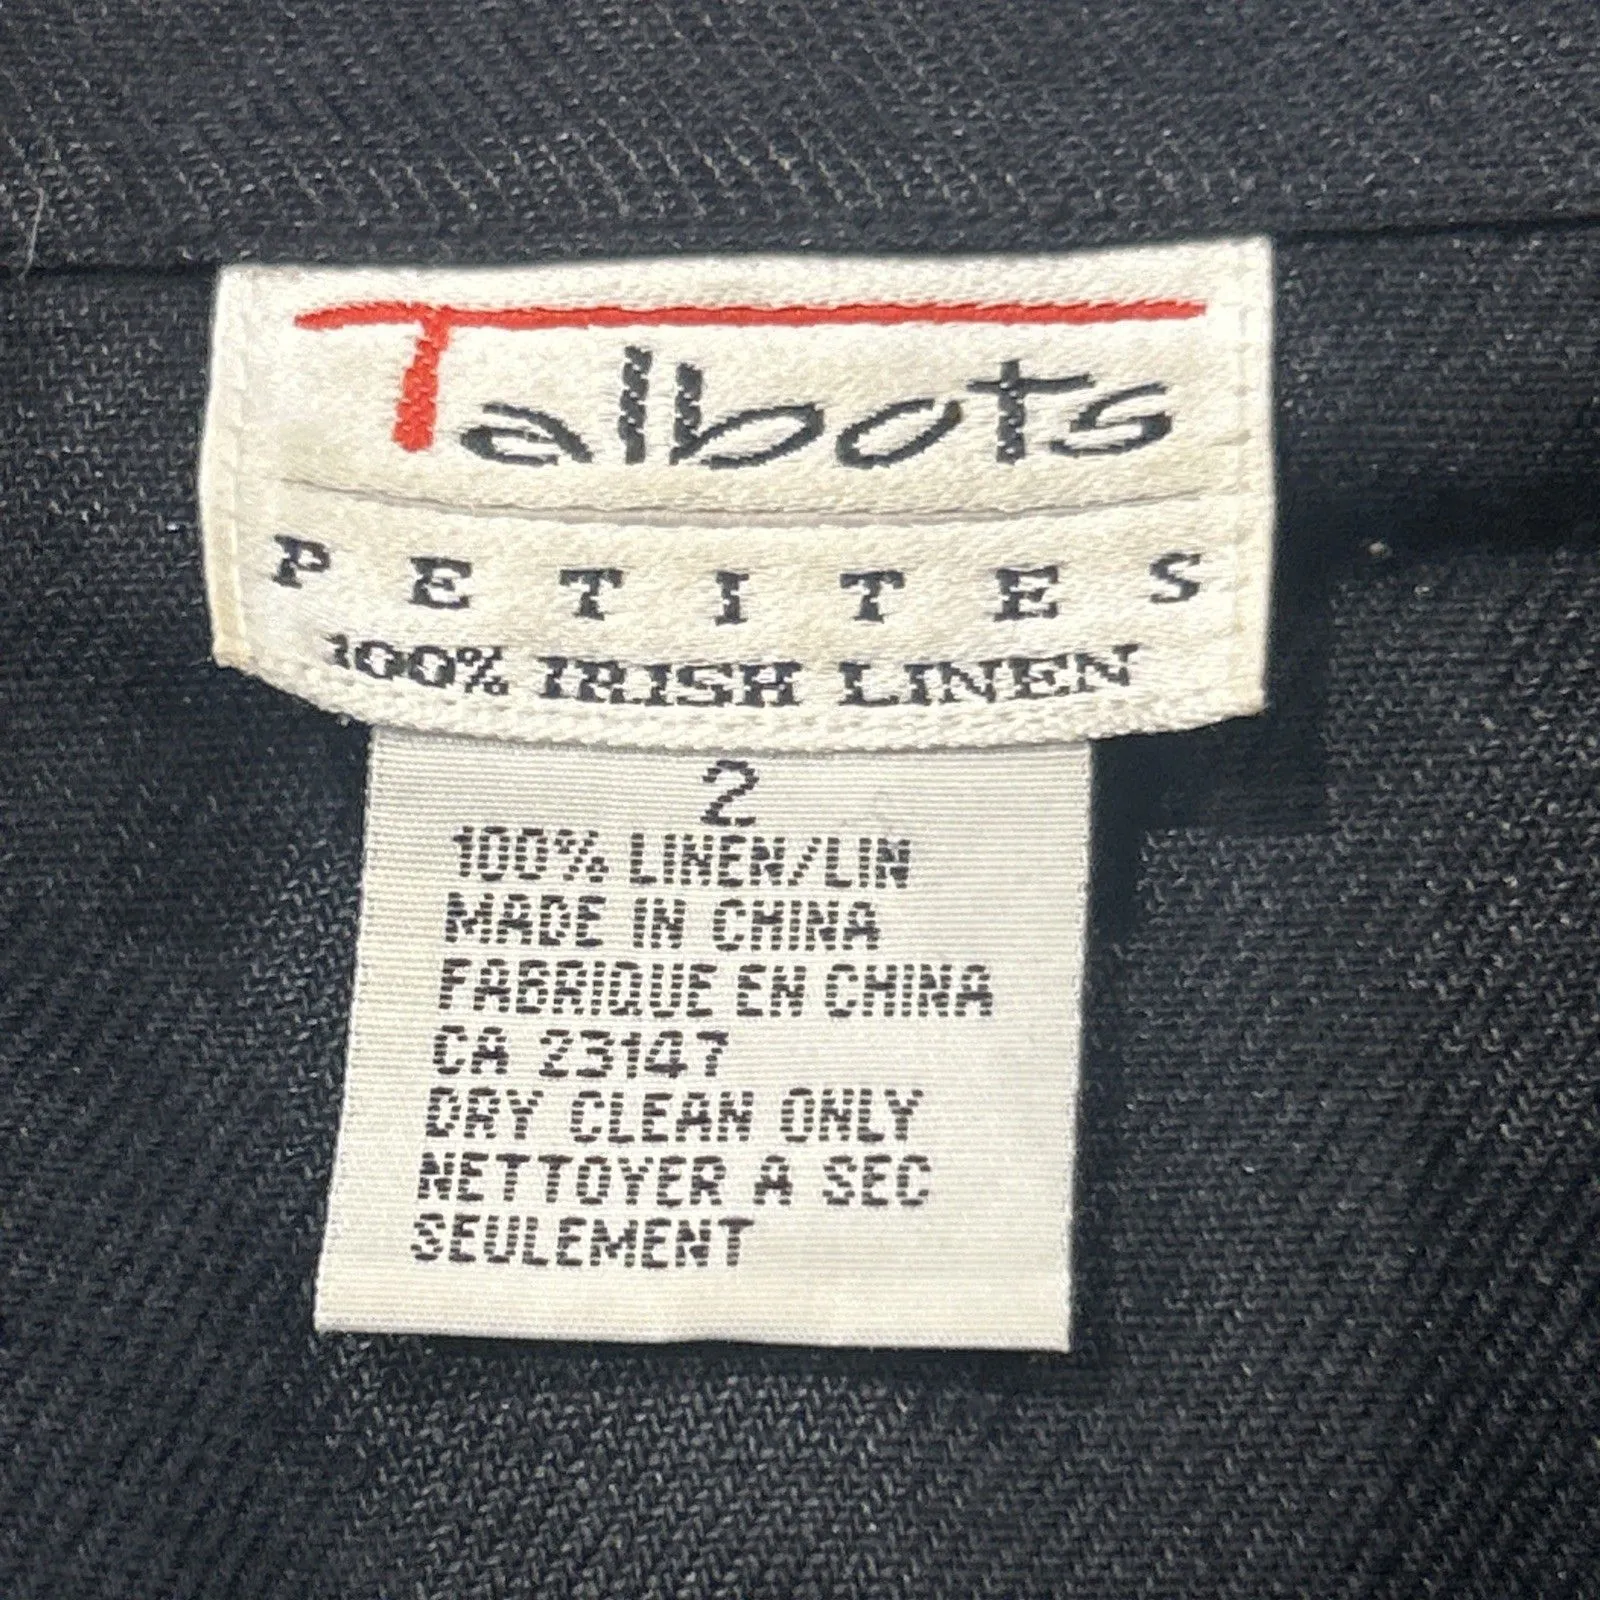 Talbots
PETITES
100% IRISH LINEN
2
100% LINEN/LIN
MADE IN CHINA
FABRIQUE EN CHINA
CA 23147
DRY CLEAN ONLY
NETTOYER A SEC
SEULEMENT